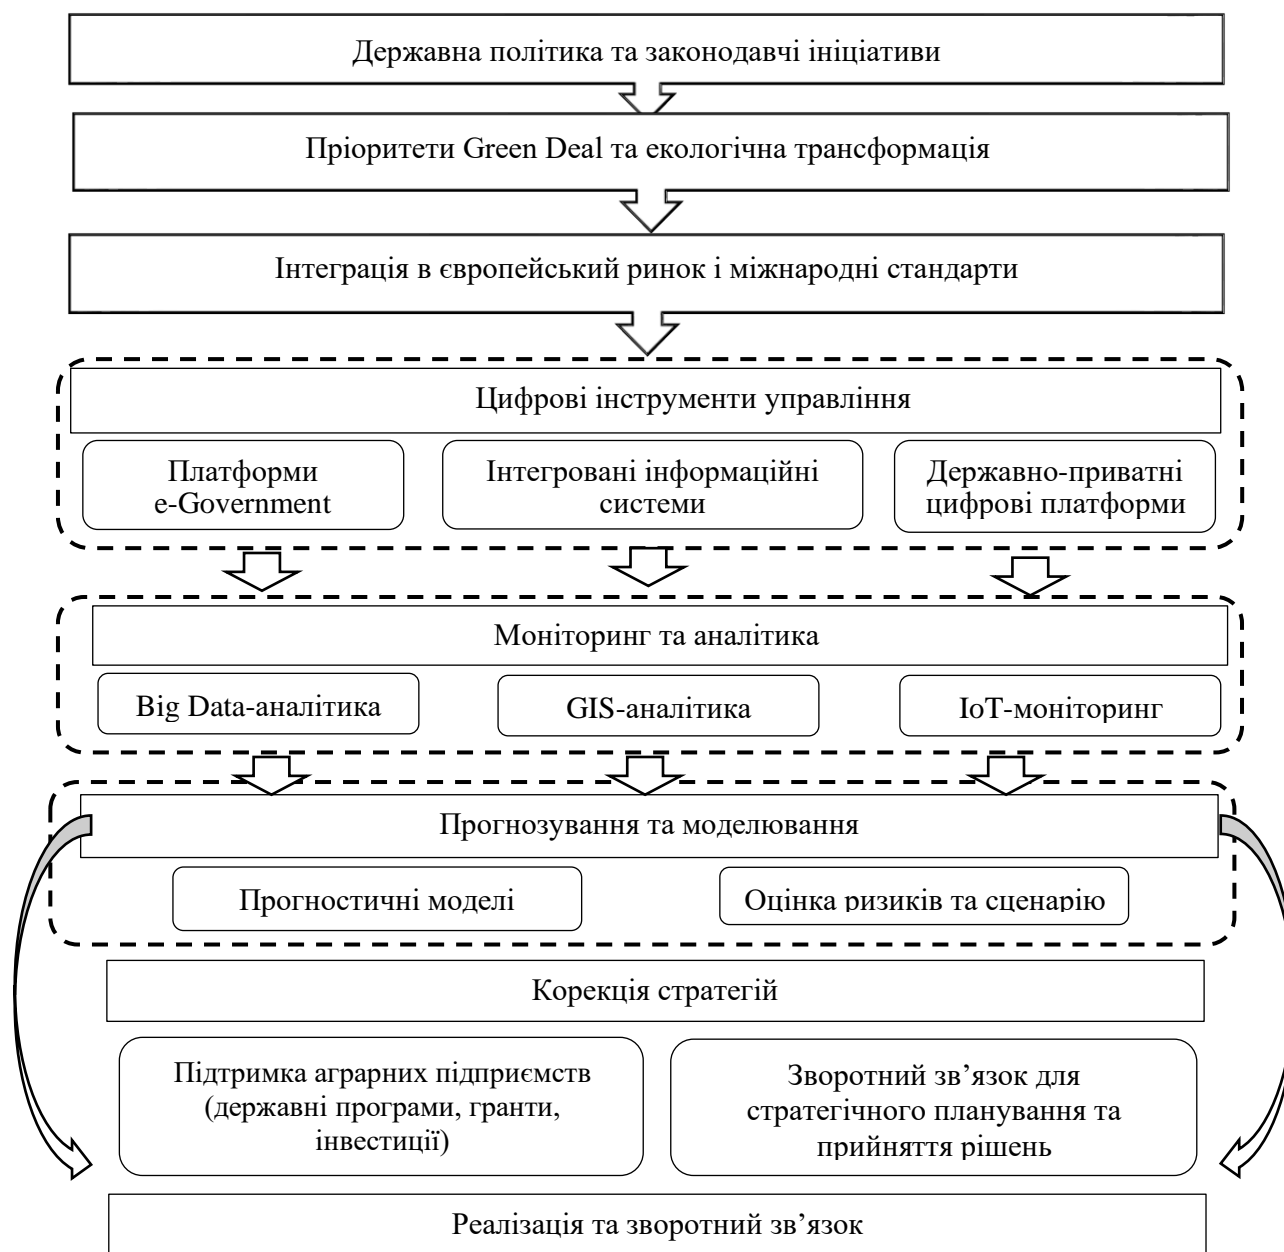 Державна політика та законодавчі ініціативи
Пріоритети Green Deal та екологічна трансформація
Інтеграція в європейський ринок і міжнародні стандарти
Цифрові інструменти управління
Платформи
e-Government
Інтегровані інформаційні
системи
Державно-приватні
цифрові платформи
Моніторинг та аналітика
Big Data-аналітика
GIS-аналітика
IoT-моніторинг
Прогнозування та моделювання
Прогностичні моделі
Оцінка ризиків та сценарію
Корекція стратегій
Підтримка аграрних підприємств
(державні програми, гранти,
інвестиції)
Зворотний зв’язок для
стратегічного планування та
прийняття рішень
Реалізація та зворотний зв’язок